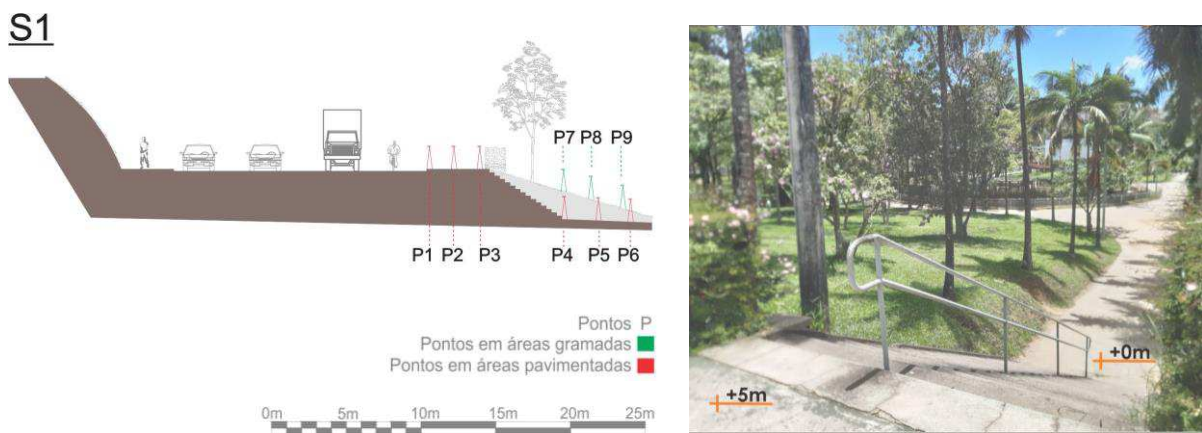 S1
P7 P8 P9
P1 P2 P3 P4 P5 P6
Pontos P
Pontos em áreas gramadas
Pontos em áreas pavimentadas
0m 5m 10m 15m 20m 25m
+5m
+0m